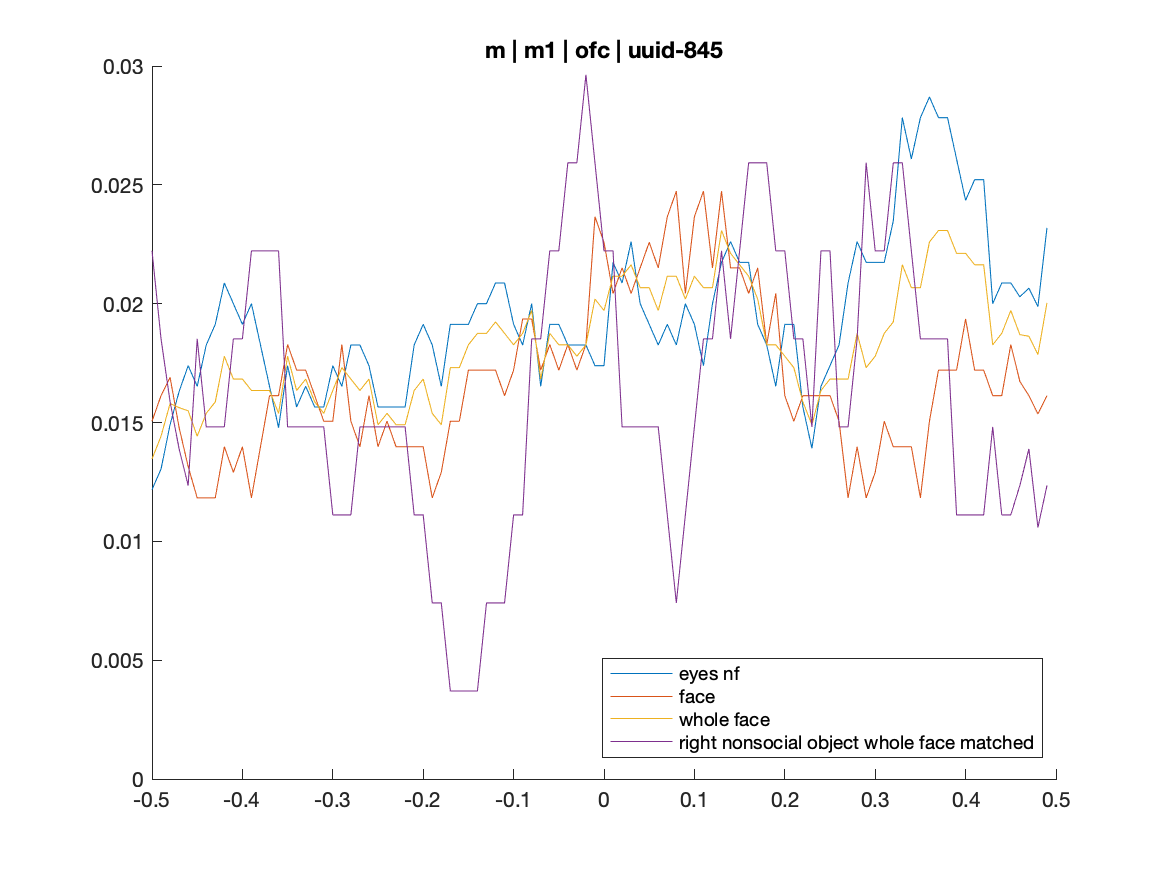 m | m1 | ofc | uuid-845
0.03
0.025
0.02
0.015
0.01
0.005
0
eyes nf
face
whole face
right nonsocial object whole face matched
-0.5 -0.4 -0.3 -0.2 -0.1 0 0.1 0.2 0.3 0.4 0.5